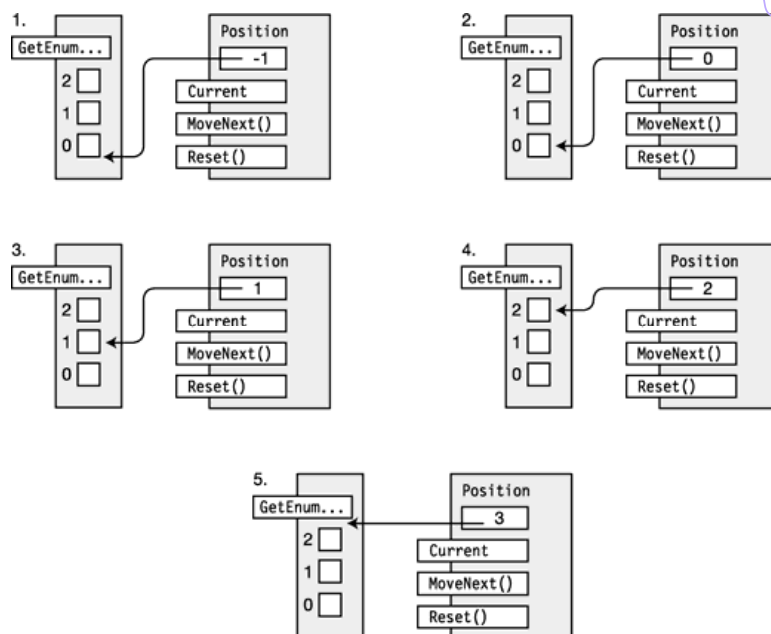 1.
GetEnum...
2
1
0
Position
-1
Current
MoveNext()
Reset()
2.
GetEnum...
2
1
0
Position
0
Current
MoveNext()
Reset()
3.
GetEnum...
2
1
0
Position
1
Current
MoveNext()
Reset()
4.
GetEnum...
2
1
0
Position
2
Current
MoveNext()
Reset()
5.
GetEnum...
2
1
0
Position
3
Current
MoveNext()
Reset()